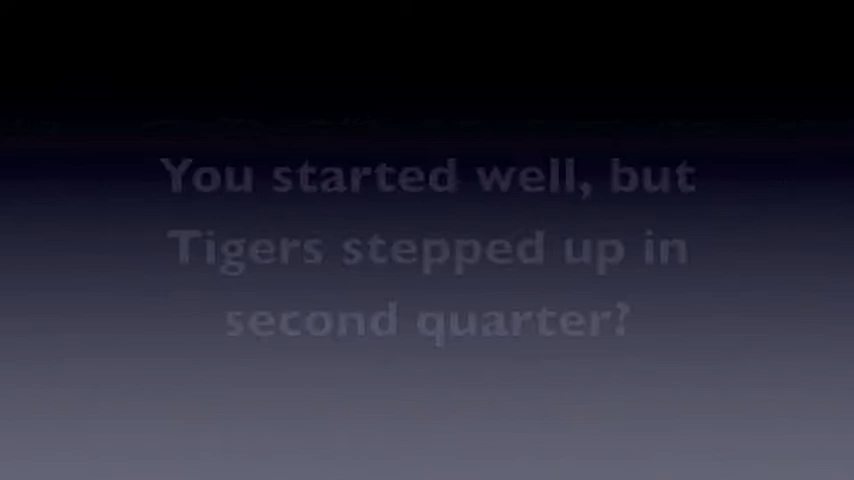 You started well, but
Tigers stepped up in
second quarter?